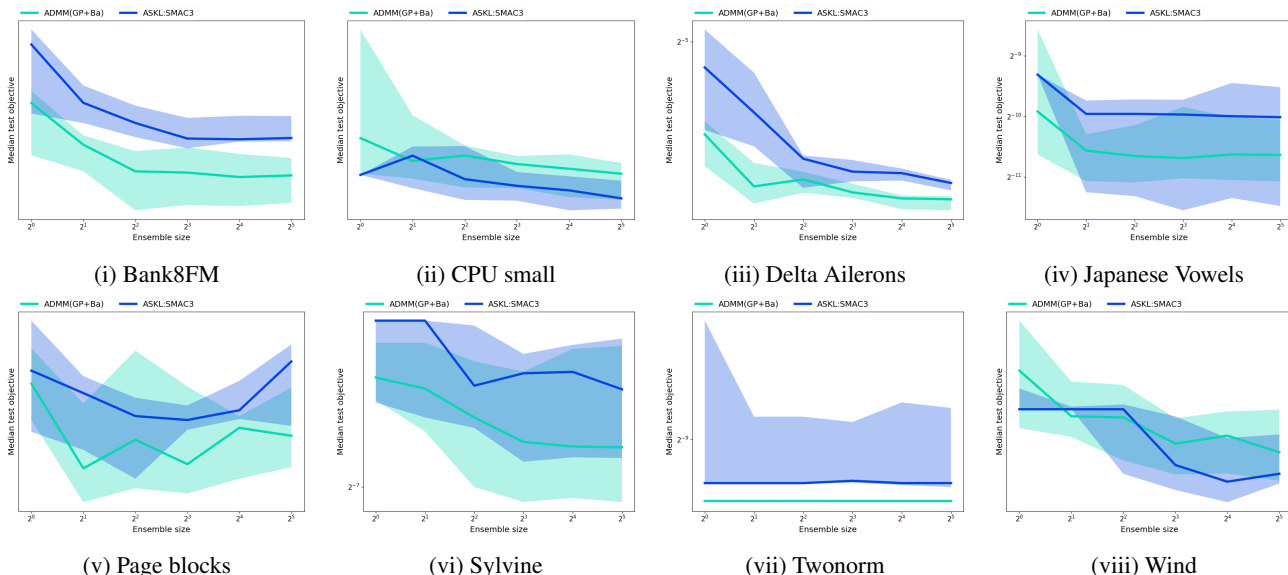 ADMM(GP+Ba) ASKL:SMAC3
Median test objective
2^0 2^1 2^2 2^3 2^4 2^5
Ensemble size
(i) Bank8FM
ADMM(GP+Ba) ASKL:SMAC3
Median test objective
2^0 2^1 2^2 2^3 2^4 2^5
Ensemble size
(ii) CPU small
ADMM(GP+Ba) ASKL:SMAC3
2^-5
Median test objective
2^0 2^1 2^2 2^3 2^4 2^5
Ensemble size
(iii) Delta Ailerons
ADMM(GP+Ba) ASKL:SMAC3
2^-9
2^-10
2^-11
Median test objective
2^0 2^1 2^2 2^3 2^4 2^5
Ensemble size
(iv) Japanese Vowels
ADMM(GP+Ba) ASKL:SMAC3
Median test objective
2^0 2^1 2^2 2^3 2^4 2^5
Ensemble size
(v) Page blocks
ADMM(GP+Ba) ASKL:SMAC3
Median test objective
2^-7
2^0 2^1 2^2 2^3 2^4 2^5
Ensemble size
(vi) Sylvine
ADMM(GP+Ba) ASKL:SMAC3
Median test objective
2^-9
2^0 2^1 2^2 2^3 2^4 2^5
Ensemble size
(vii) Twonorm
ADMM(GP+Ba) ASKL:SMAC3
Median test objective
2^0 2^1 2^2 2^3 2^4 2^5
Ensemble size
(viii) Wind